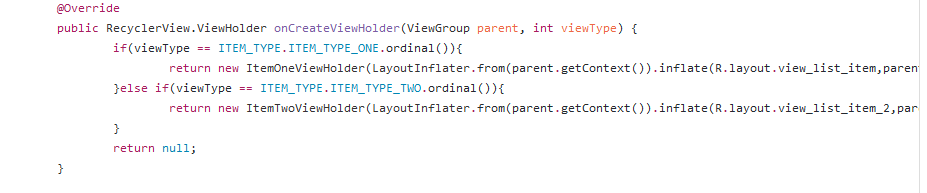 @Override
public RecyclerView.ViewHolder onCreateViewHolder(ViewGroup parent, int viewType) {
if(viewType == ITEM_TYPE.ITEM_TYPE_ONE.ordinal()){
return new ItemOneViewHolder(LayoutInflater.from(parent.getContext()).inflate(R.layout.view_list_item,paren
}else if(viewType == ITEM_TYPE.ITEM_TYPE_TWO.ordinal()){
return new ItemTwoViewHolder(LayoutInflater.from(parent.getContext()).inflate(R.layout.view_list_item_2,par
}
return null;
}